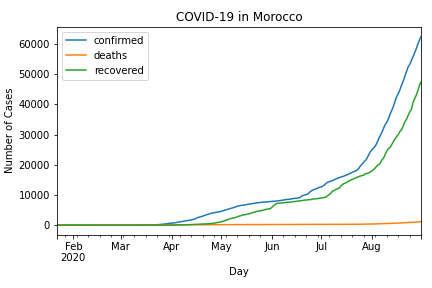 COVID-19 in Morocco
confirmed
deaths
recovered
Number of Cases
60000
50000
40000
30000
20000
10000
0
Feb Mar Apr May Jun Jul Aug
2020
Day